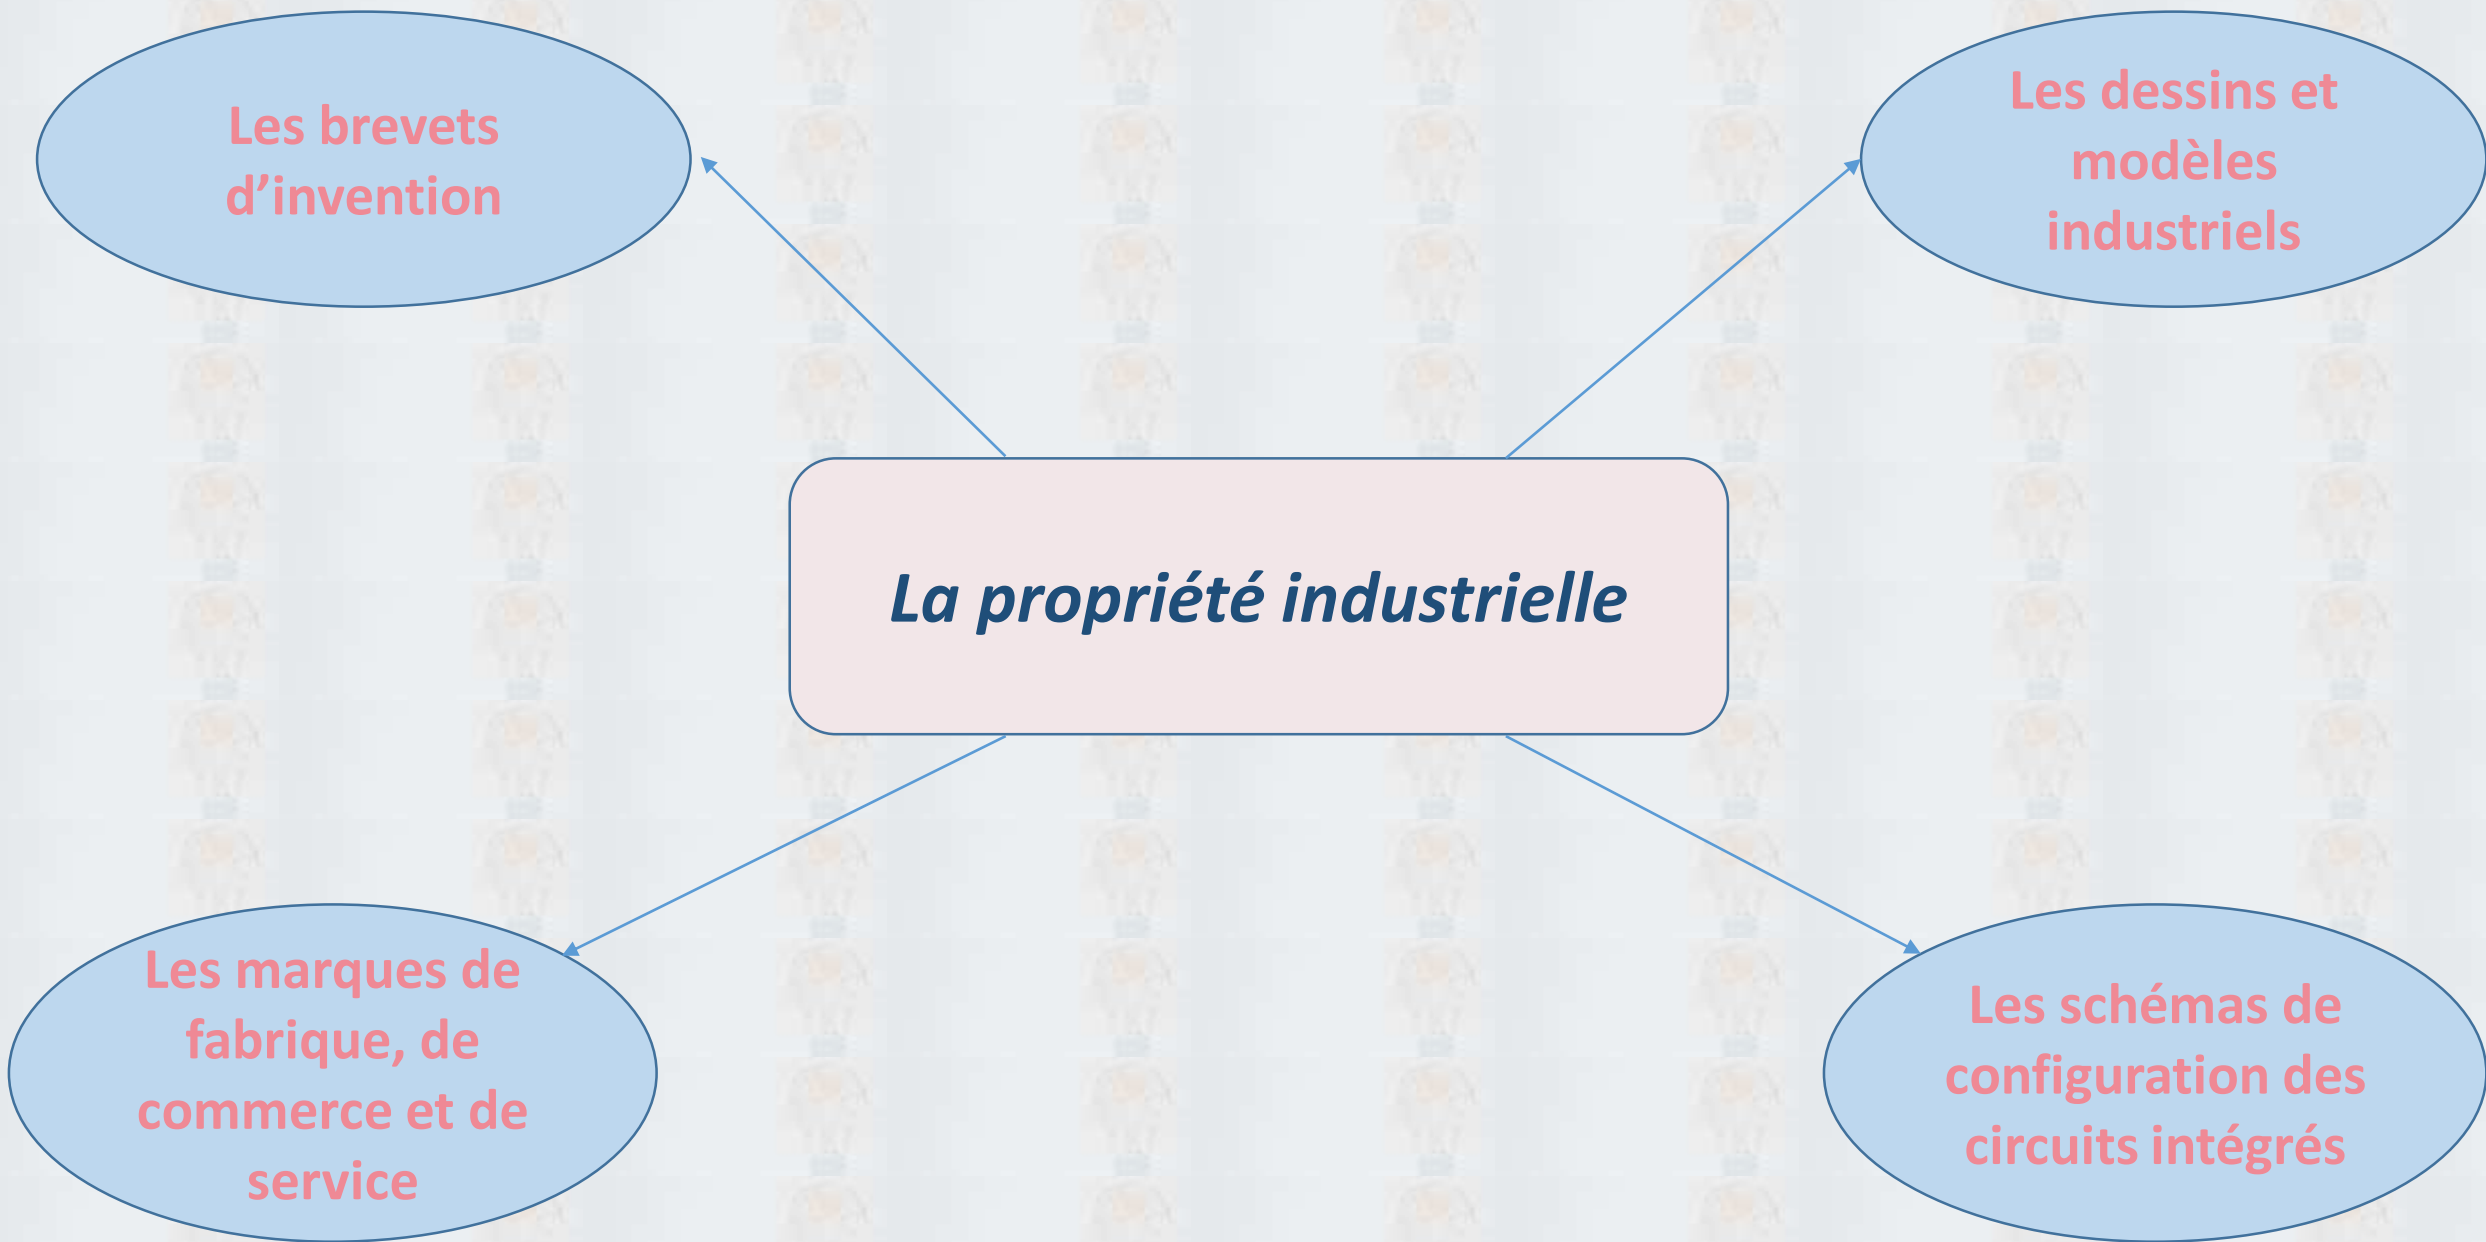 Les brevets
d’invention
Les dessins et
modèles
industriels
La propriété industrielle
Les marques de
fabrique, de
commerce et de
service
Les schémas de
configuration des
circuits intégrés